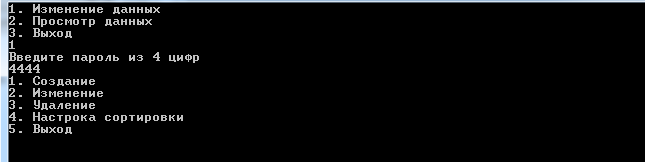 1. Изменение данных
2. Просмотр данных
3. Выход
1
Введите пароль из 4 цифр
4444
1. Создание
2. Изменение
3. Удаление
4. Настрока сортировки
5. Выход